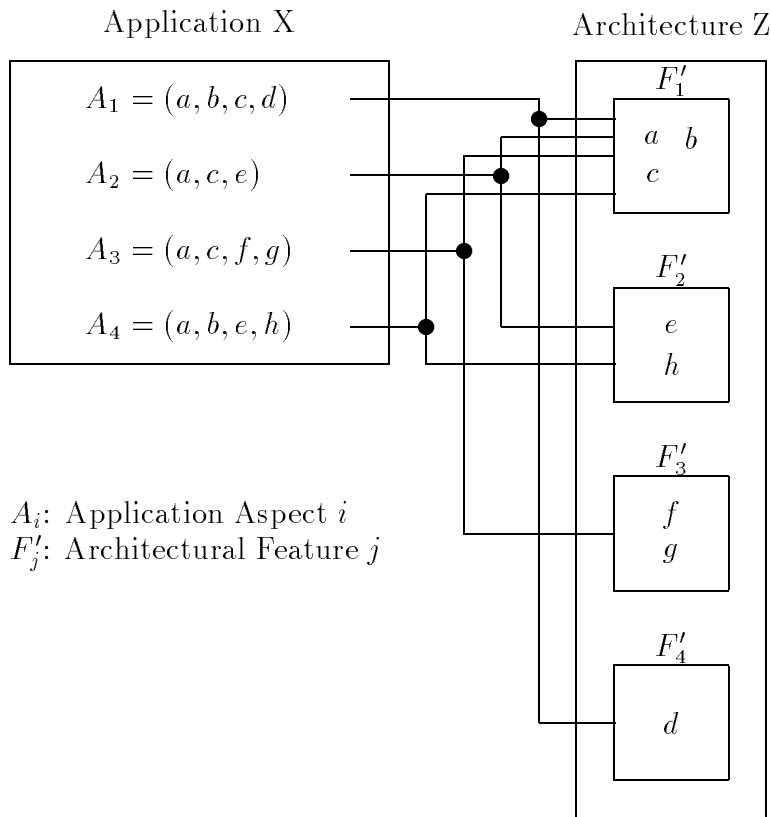 Application X
Architecture Z
A₁ = (a, b, c, d)
A₂ = (a, c, e)
A₃ = (a, c, f, g)
A₄ = (a, b, e, h)
F′₁
a b
c
F′₂
e
h
F′₃
f
g
F′₄
d
Aᵢ: Application Aspect i
F′ⱼ: Architectural Feature j